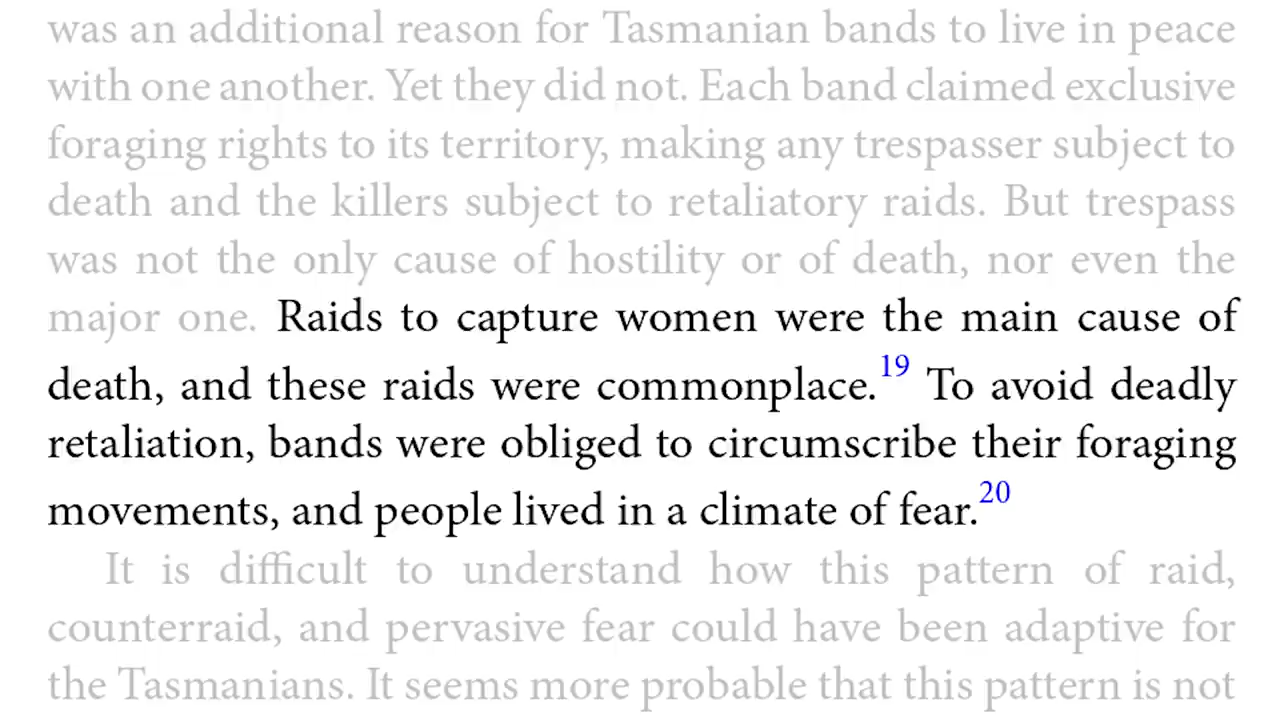 was an additional reason for Tasmanian bands to live in peace
with one another. Yet they did not. Each band claimed exclusive
foraging rights to its territory, making any trespasser subject to
death and the killers subject to retaliatory raids. But trespass
was not the only cause of hostility or of death, nor even the
major one. Raids to capture women were the main cause of
death, and these raids were commonplace.19 To avoid deadly
retaliation, bands were obliged to circumscribe their foraging
movements, and people lived in a climate of fear.20
It is difficult to understand how this pattern of raid,
counterraid, and pervasive fear could have been adaptive for
the Tasmanians. It seems more probable that this pattern is not